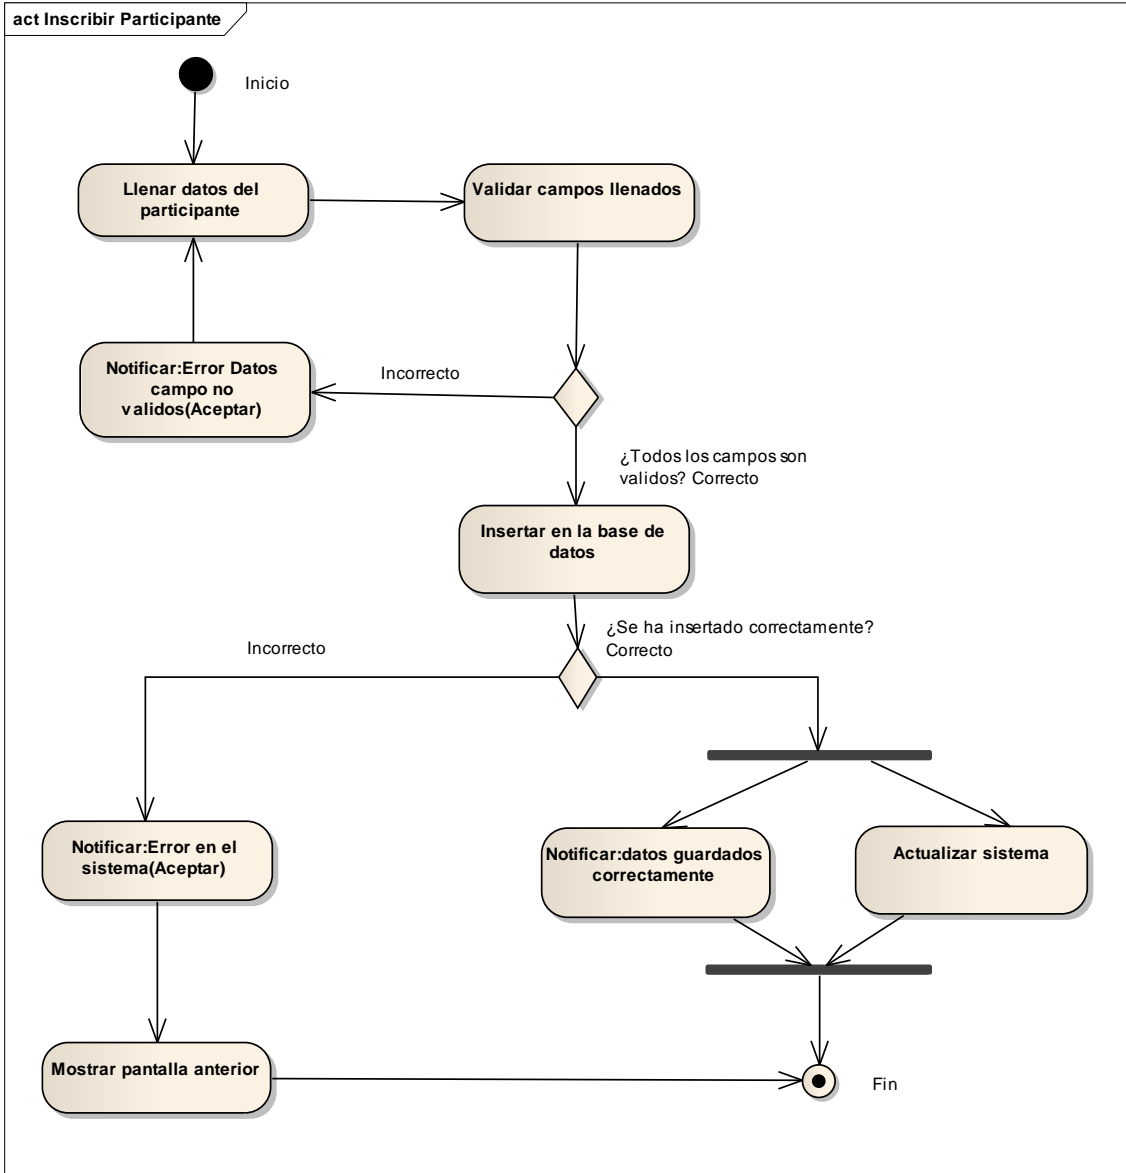 act Inscribir Participante
Inicio
Llenar datos del
participante
Validar campos llenados
Notificar:Error Datos
campo no
validos(Aceptar)
Incorrecto
¿Todos los campos son
validos? Correcto
Insertar en la base de
datos
¿Se ha insertado correctamente?
Correcto
Incorrecto
Notificar:Error en el
sistema(Aceptar)
Notificar:datos guardados
correctamente
Actualizar sistema
Mostrar pantalla anterior
Fin